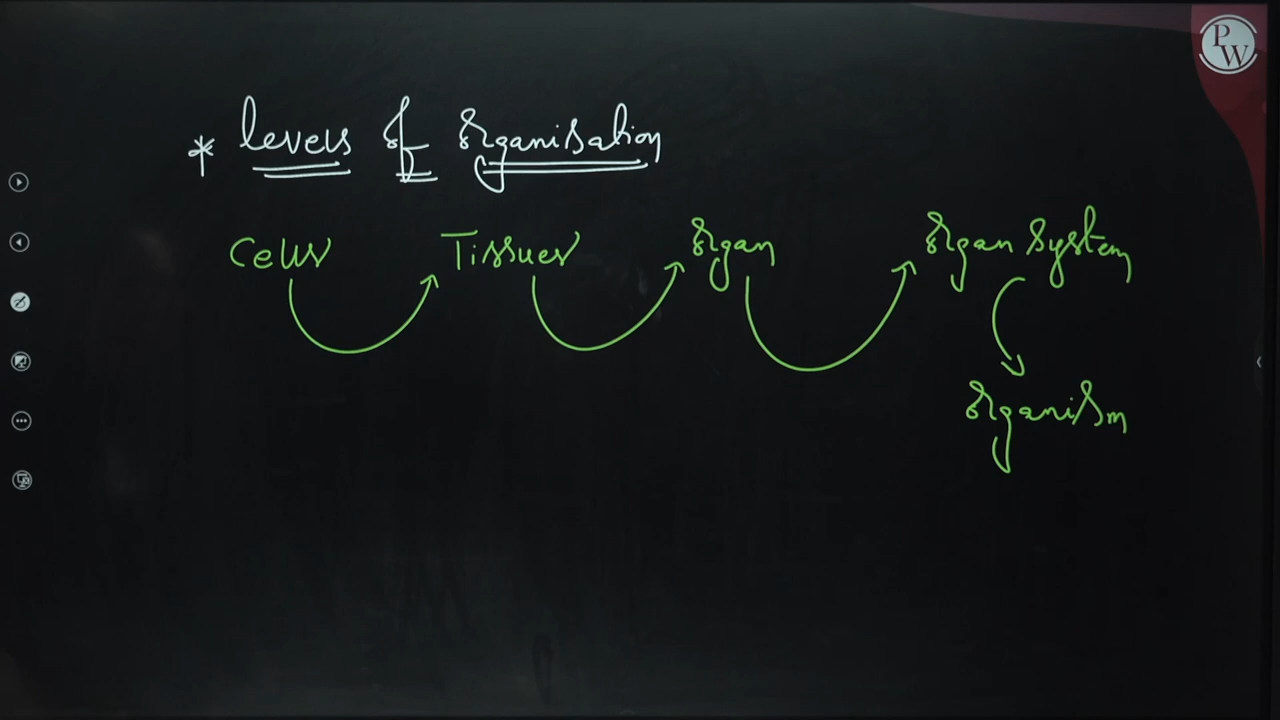 PW
* levels of organisation
Cells Tissues Organ Organ System
Organism